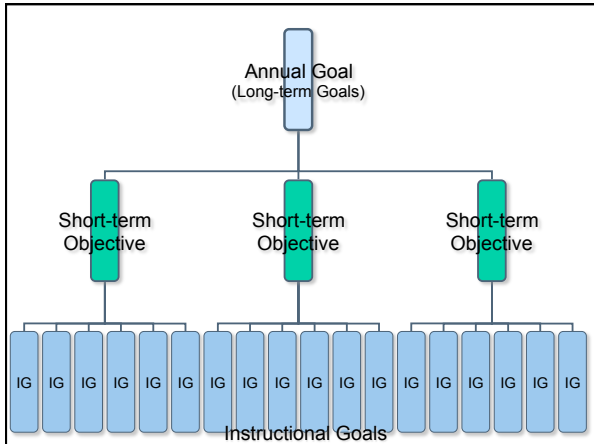 Annual Goal
(Long-term Goals)
Short-term Short-term Short-term
Objective Objective Objective
IG IG IG IG IG IG IG IG IG IG IG IG IG IG IG IG IG IG
Instructional Goals